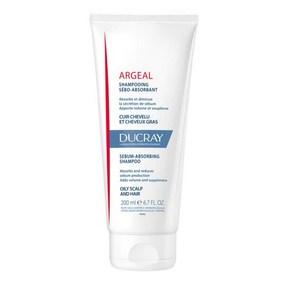 ARGEAL
SHAMPOOING
SÉBO-ABSORBANT
Absorbe et diminue
la sécrétion de sébum
Apporte volume et souplesse
CUIR CHEVELU
ET CHEVEUX GRAS
DUCRAY
SEBUM-ABSORBING
SHAMPOO
Absorbs and reduces
sebum production
Adds volume and suppleness
OILY SCALP
AND HAIR
200 ml e 6.7 FL. OZ.